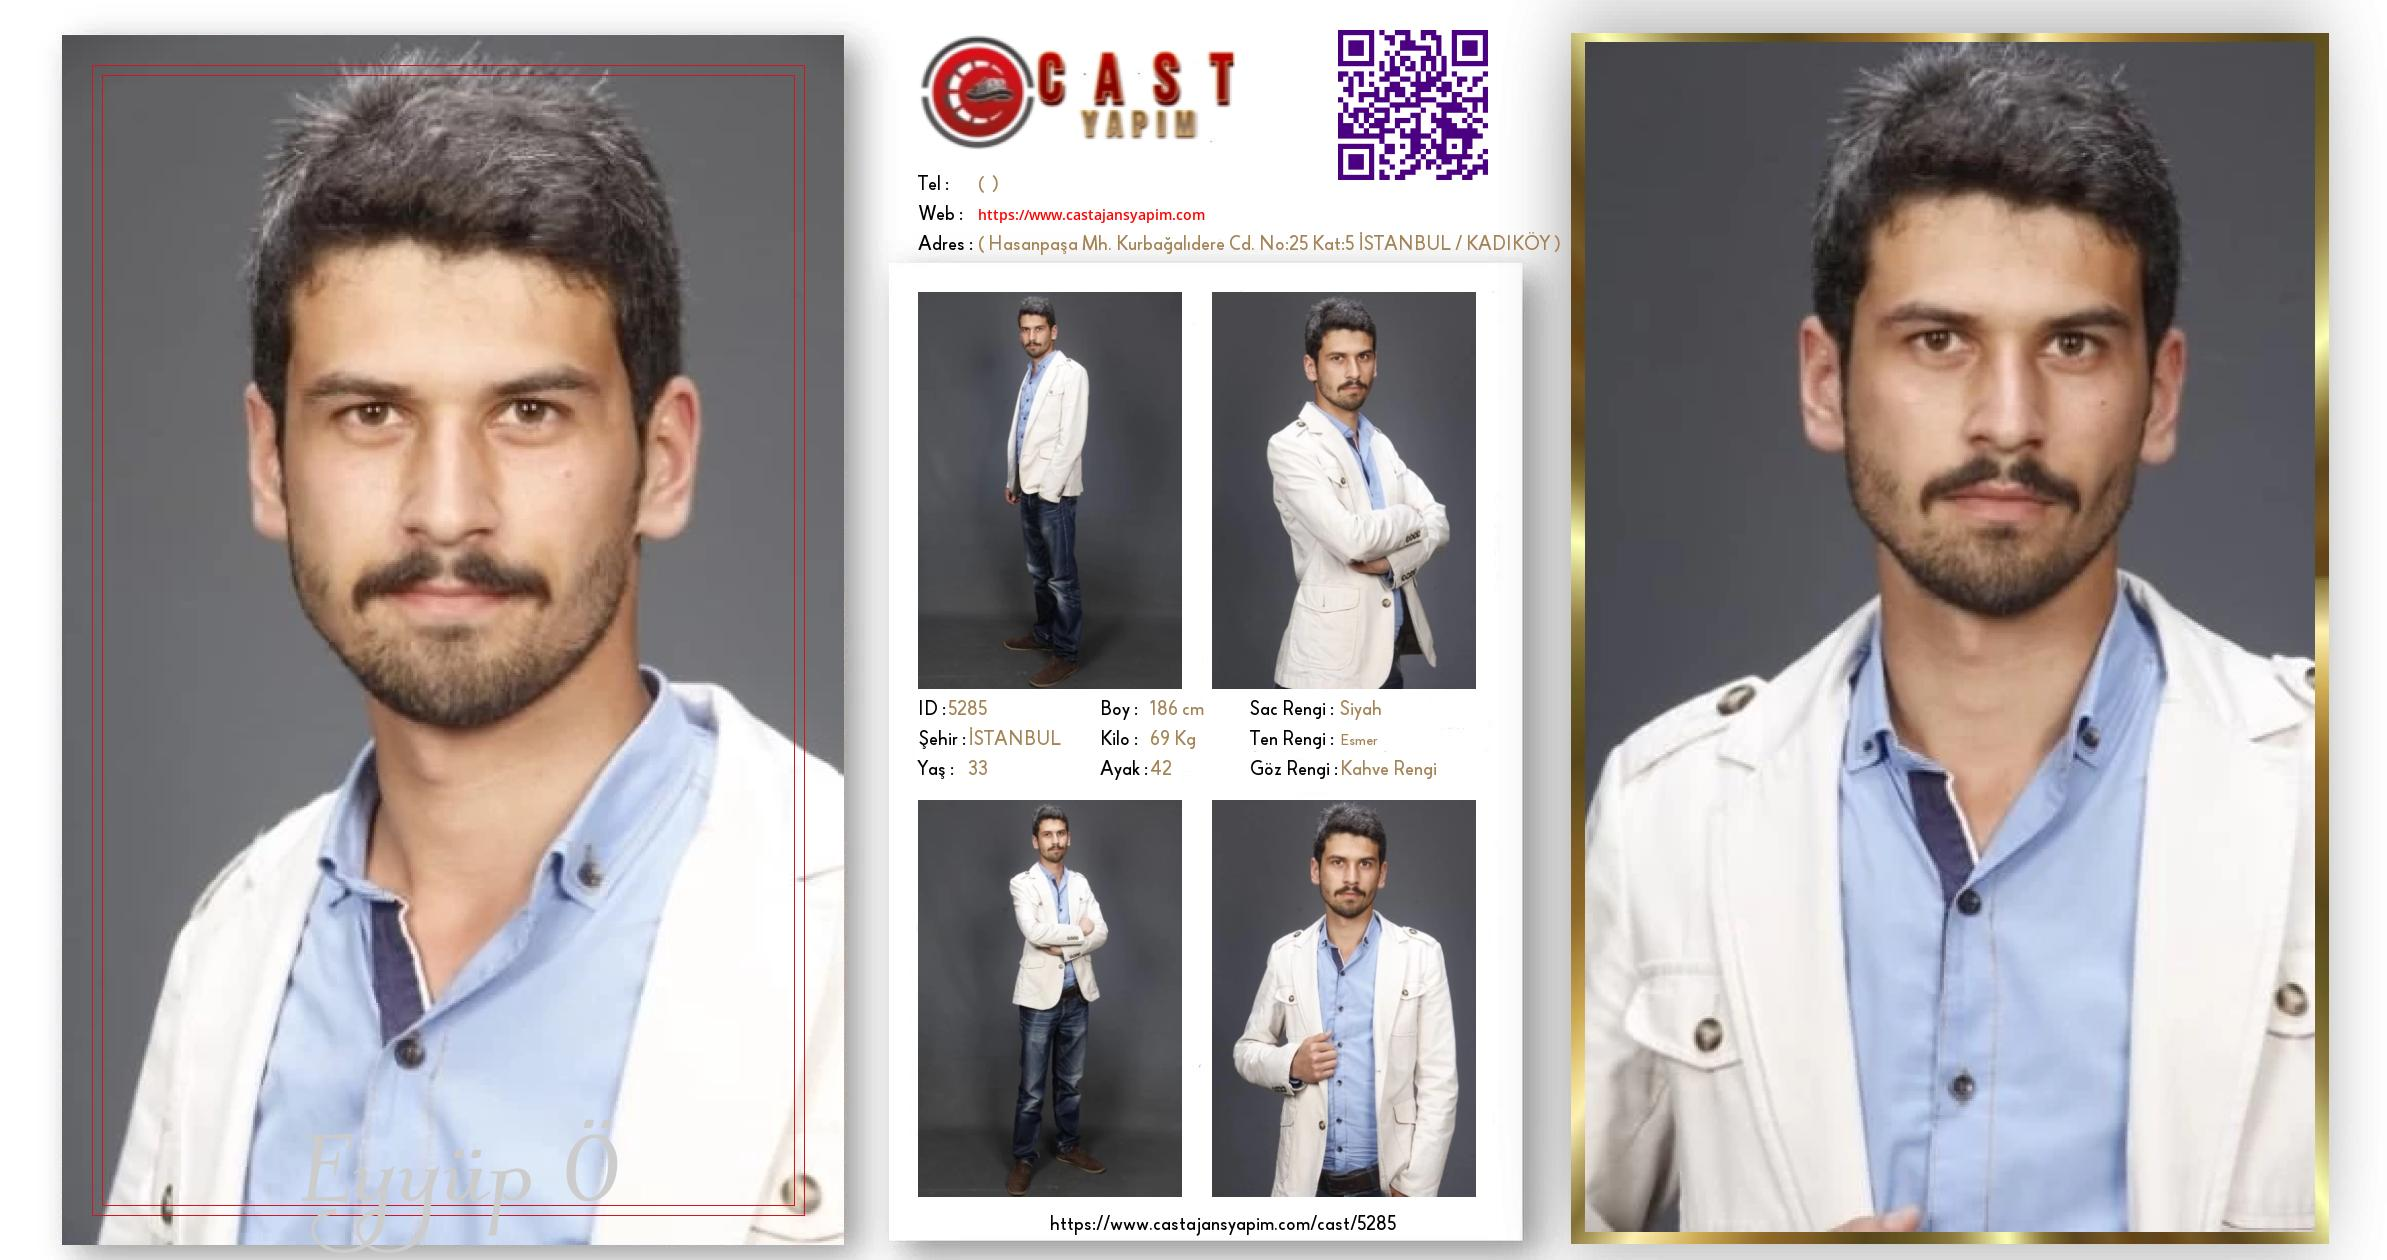 Eyyüp Ö
CAST
YAPIM
Tel : ( )
Web : https://www.castajansyapim.com
Adres : ( Hasanpaşa Mh. Kurbağalıdere Cd. No:25 Kat:5 İSTANBUL / KADIKÖY )
ID : 5285 Boy : 186 cm Sac Rengi : Siyah
Şehir : İSTANBUL Kilo : 69 Kg Ten Rengi : Esmer
Yaş : 33 Ayak : 42 Göz Rengi : Kahve Rengi
https://www.castajansyapim.com/cast/5285